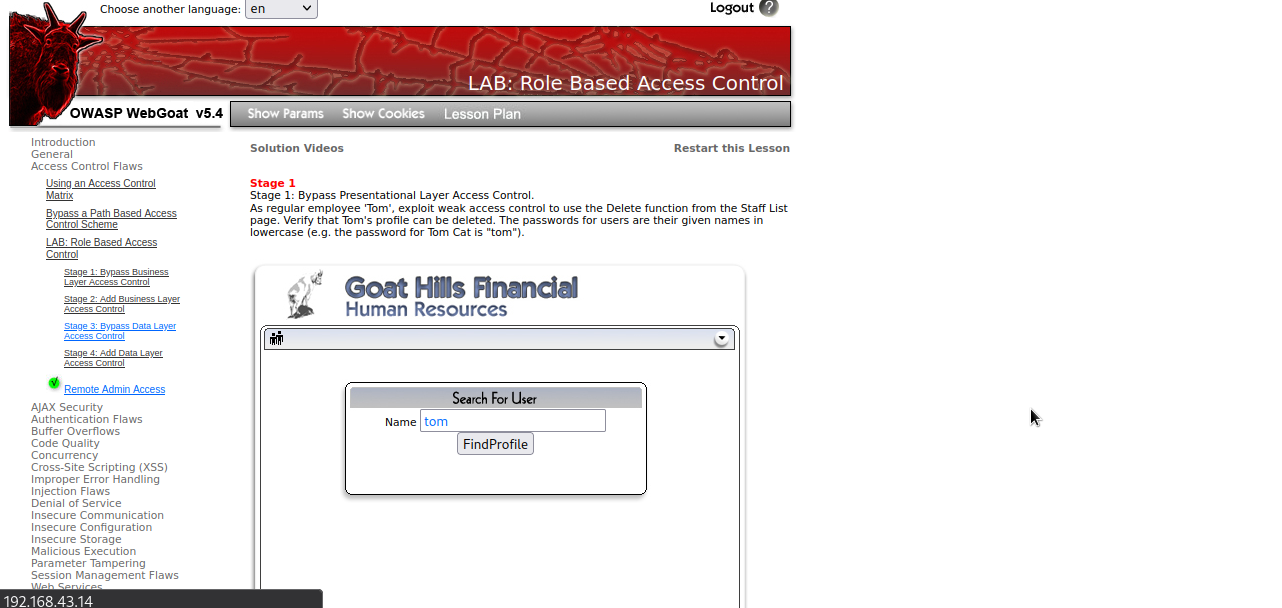 Choose another language: en
Logout ?
LAB: Role Based Access Control
OWASP WebGoat v5.4
Show Params Show Cookies Lesson Plan
Introduction
General
Access Control Flaws
Using an Access Control
Matrix
Bypass a Path Based Access
Control Scheme
LAB: Role Based Access
Control
Stage 1: Bypass Business
Layer Access Control
Stage 2: Add Business Layer
Access Control
Stage 3: Bypass Data Layer
Access Control
Stage 4: Add Data Layer
Access Control
Remote Admin Access
AJAX Security
Authentication Flaws
Buffer Overflows
Code Quality
Concurrency
Cross-Site Scripting (XSS)
Improper Error Handling
Injection Flaws
Denial of Service
Insecure Communication
Insecure Configuration
Insecure Storage
Malicious Execution
Parameter Tampering
Session Management Flaws
Web Services
Solution Videos
Restart this Lesson
Stage 1
Stage 1: Bypass Presentational Layer Access Control.
As regular employee 'Tom', exploit weak access control to use the Delete function from the Staff List
page. Verify that Tom's profile can be deleted. The passwords for users are their given names in
lowercase (e.g. the password for Tom Cat is "tom").
Goat Hills Financial
Human Resources
Search For User
Name tom
FindProfile
192.168.43.14